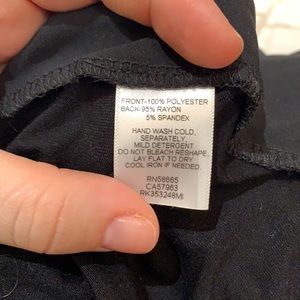 FRONT-100% POLYESTER
BACK-95% RAYON
5% SPANDEX
HAND WASH COLD,
SEPARATELY,
MILD DETERGENT
DO NOT BLEACH RESHAPE,
LAY FLAT TO DRY
COOL IRON IF NEEDED.
RN58665
CA57963
RK353248MI